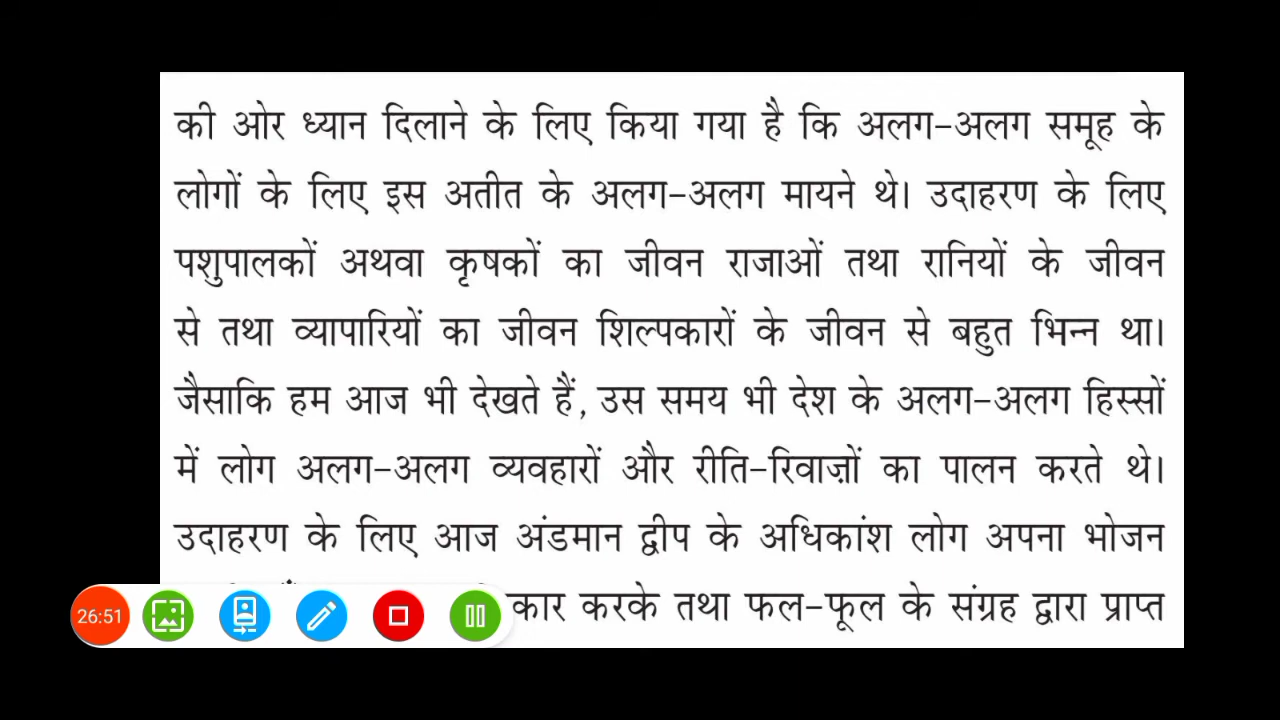 की ओर ध्यान दिलाने के लिए किया गया है कि अलग-अलग समूह के
लोगों के लिए इस अतीत के अलग-अलग मायने थे। उदाहरण के लिए
पशुपालकों अथवा कृषकों का जीवन राजाओं तथा रानियों के जीवन
से तथा व्यापारियों का जीवन शिल्पकारों के जीवन से बहुत भिन्न था।
जैसाकि हम आज भी देखते हैं, उस समय भी देश के अलग-अलग हिस्सों
में लोग अलग-अलग व्यवहारों और रीति-रिवाज़ों का पालन करते थे।
उदाहरण के लिए आज अंडमान द्वीप के अधिकांश लोग अपना भोजन
कार करके तथा फल-फूल के संग्रह द्वारा प्राप्त
26:51